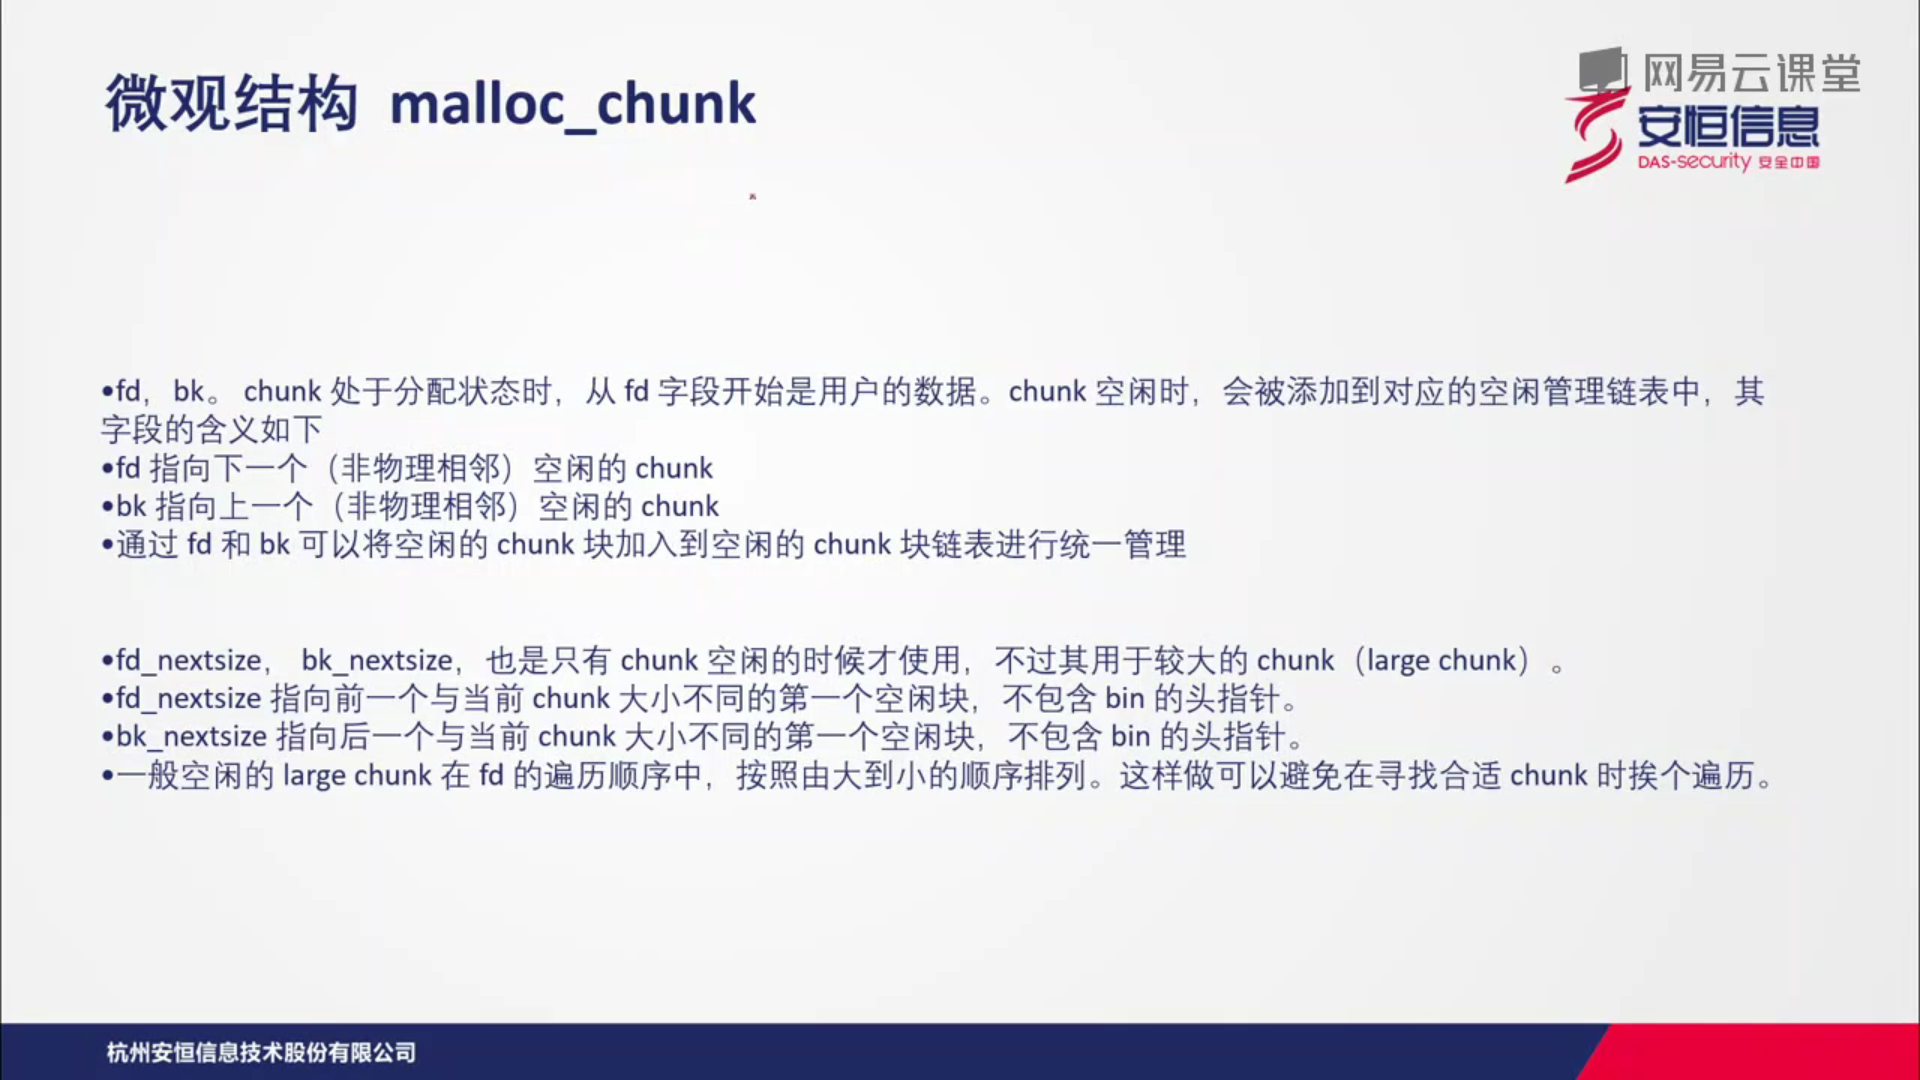 微观结构 malloc_chunk
网易云课堂
安恒信息
DAS-security 安全中国
•fd，bk。 chunk 处于分配状态时，从 fd 字段开始是用户的数据。chunk 空闲时，会被添加到对应的空闲管理链表中，其
字段的含义如下
•fd 指向下一个（非物理相邻）空闲的 chunk
•bk 指向上一个（非物理相邻）空闲的 chunk
•通过 fd 和 bk 可以将空闲的 chunk 块加入到空闲的 chunk 块链表进行统一管理
•fd_nextsize， bk_nextsize，也是只有 chunk 空闲的时候才使用，不过其用于较大的 chunk（large chunk）。
•fd_nextsize 指向前一个与当前 chunk 大小不同的第一个空闲块，不包含 bin 的头指针。
•bk_nextsize 指向后一个与当前 chunk 大小不同的第一个空闲块，不包含 bin 的头指针。
•一般空闲的 large chunk 在 fd 的遍历顺序中，按照由大到小的顺序排列。这样做可以避免在寻找合适 chunk 时挨个遍历。
杭州安恒信息技术股份有限公司